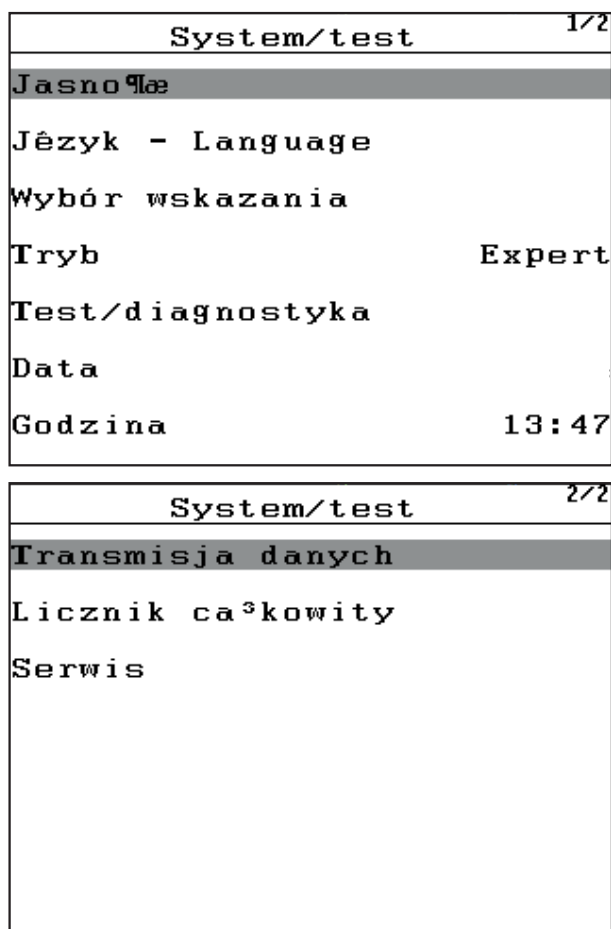 System/test 1/2
Jasno¶æ
Jêzyk - Language
Wybór wskazania
Tryb Expert
Test/diagnostyka
Data
Godzina 13:47
System/test 2/2
Transmisja danych
Licznik ca³kowity
Serwis